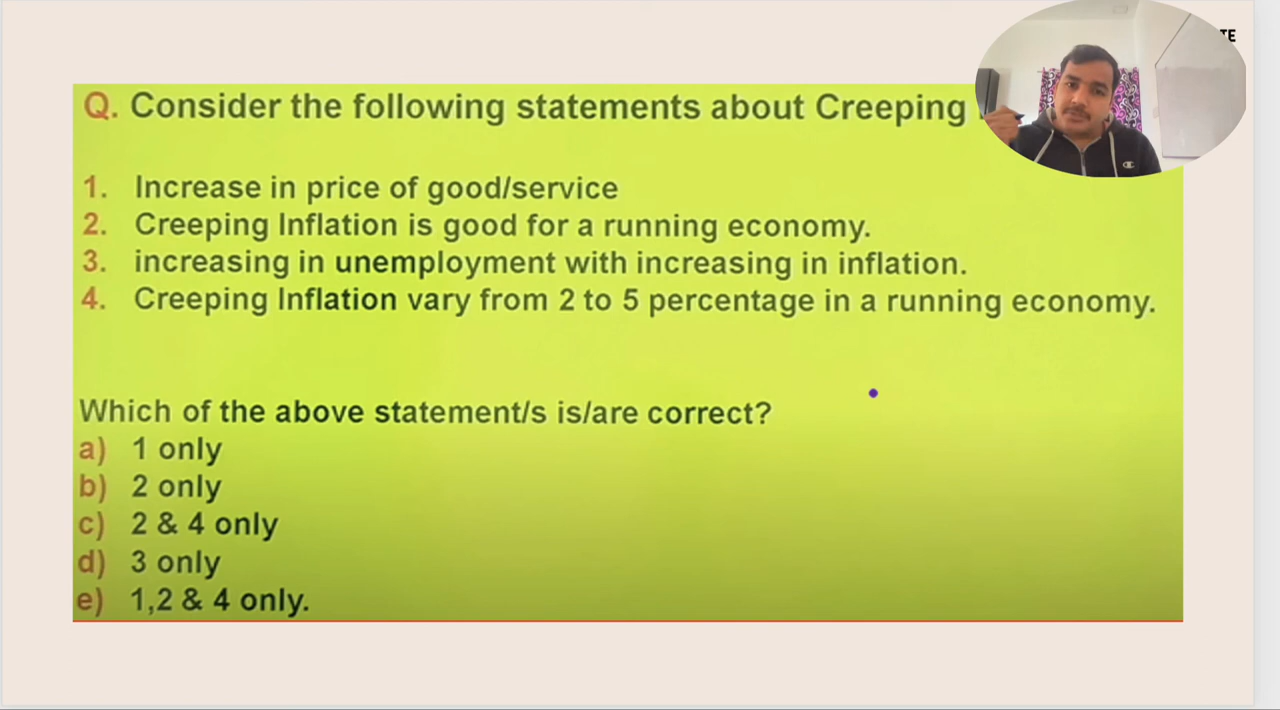 TE
Q. Consider the following statements about Creeping
1. Increase in price of good/service
2. Creeping Inflation is good for a running economy.
3. increasing in unemployment with increasing in inflation.
4. Creeping Inflation vary from 2 to 5 percentage in a running economy.
Which of the above statement/s is/are correct?
a) 1 only
b) 2 only
c) 2 & 4 only
d) 3 only
e) 1,2 & 4 only.